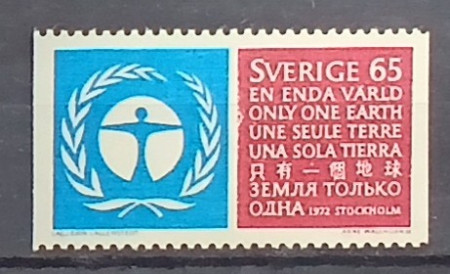 SVERIGE 65
EN ENDA VÄRLD
ONLY ONE EARTH
UNE SEULE TERRE
UNA SOLA TIERRA
只有一個地球
ЗЕМЛЯ ТОЛЬКО
ОДНА 1972 STOCKHOLM